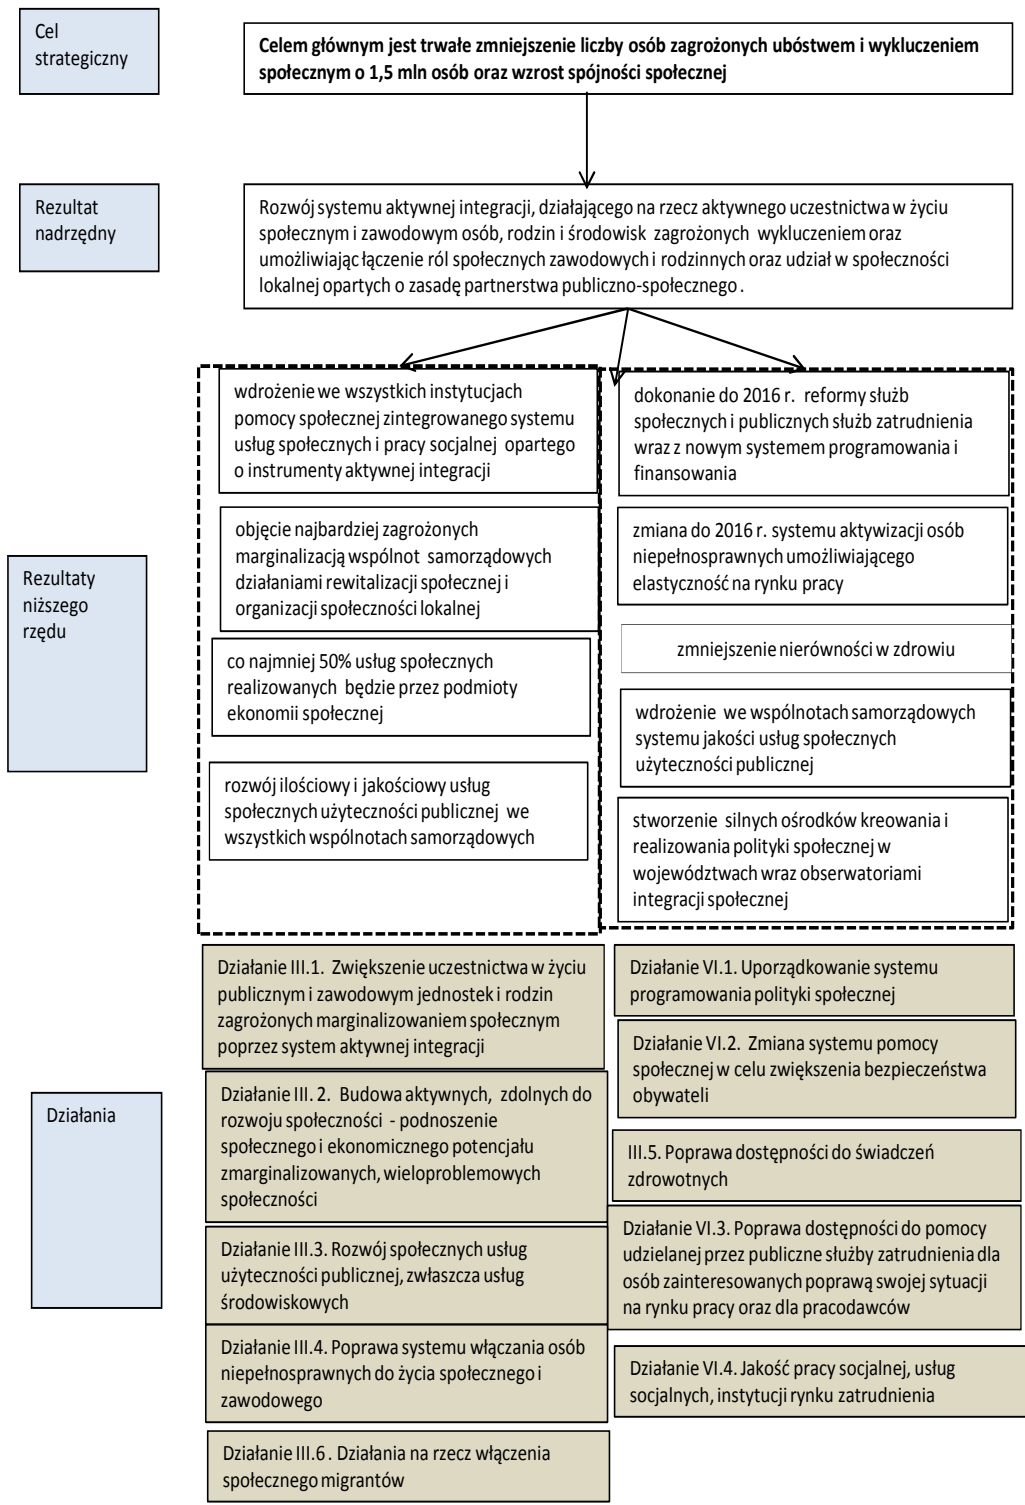 Cel
strategiczny
Celem głównym jest trwałe zmniejszenie liczby osób zagrożonych ubóstwem i wykluczeniem
społecznym o 1,5 mln osób oraz wzrost spójności społecznej
Rezultat
nadrzędny
Rozwój systemu aktywnej integracji, działającego na rzecz aktywnego uczestnictwa w życiu
społecznym i zawodowym osób, rodzin i środowisk zagrożonych wykluczeniem oraz
umożliwiając łączenie ról społecznych zawodowych i rodzinnych oraz udział w społeczności
lokalnej opartych o zasadę partnerstwa publiczno-społecznego .
Rezultaty
niższego
rzędu
wdrożenie we wszystkich instytucjach
pomocy społecznej zintegrowanego systemu
usług społecznych i pracy socjalnej opartego
o instrumenty aktywnej integracji
objęcie najbardziej zagrożonych
marginalizacją wspólnot samorządowych
działaniami rewitalizacji społecznej i
organizacji społeczności lokalnej
co najmniej 50% usług społecznych
realizowanych będzie przez podmioty
ekonomii społecznej
rozwój ilościowy i jakościowy usług
społecznych użyteczności publicznej we
wszystkich wspólnotach samorządowych
dokonanie do 2016 r. reformy służb
społecznych i publicznych służb zatrudnienia
wraz z nowym systemem programowania i
finansowania
zmiana do 2016 r. systemu aktywizacji osób
niepełnosprawnych umożliwiającego
elastyczność na rynku pracy
zmniejszenie nierówności w zdrowiu
wdrożenie we wspólnotach samorządowych
systemu jakości usług społecznych
użyteczności publicznej
stworzenie silnych ośrodków kreowania i
realizowania polityki społecznej w
województwach wraz obserwatoriami
integracji społecznej
Działania
Działanie III.1. Zwiększenie uczestnictwa w życiu
publicznym i zawodowym jednostek i rodzin
zagrożonych marginalizowaniem społecznym
poprzez system aktywnej integracji
Działanie III. 2. Budowa aktywnych, zdolnych do
rozwoju społeczności - podnoszenie
społecznego i ekonomicznego potencjału
zmarginalizowanych, wieloproblemowych
społeczności
Działanie III.3. Rozwój społecznych usług
użyteczności publicznej, zwłaszcza usług
środowiskowych
Działanie III.4. Poprawa systemu włączania osób
niepełnosprawnych do życia społecznego i
zawodowego
Działanie III.6 . Działania na rzecz włączenia
społecznego migrantów
Działanie VI.1. Uporządkowanie systemu
programowania polityki społecznej
Działanie VI.2. Zmiana systemu pomocy
społecznej w celu zwiększenia bezpieczeństwa
obywateli
III.5. Poprawa dostępności do świadczeń
zdrowotnych
Działanie VI.3. Poprawa dostępności do pomocy
udzielanej przez publiczne służby zatrudnienia dla
osób zainteresowanych poprawą swojej sytuacji
na rynku pracy oraz dla pracodawców
Działanie VI.4. Jakość pracy socjalnej, usług
socjalnych, instytucji rynku zatrudnienia